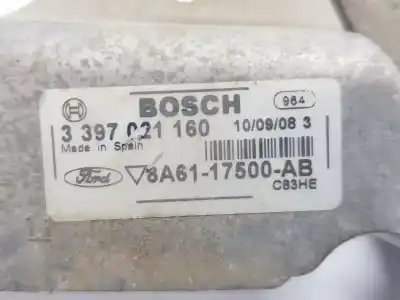 BOSCH 964
3 397 021 160 10/09/08 3
Made in Spain
Ford 8A61-17500-AB
C83HE